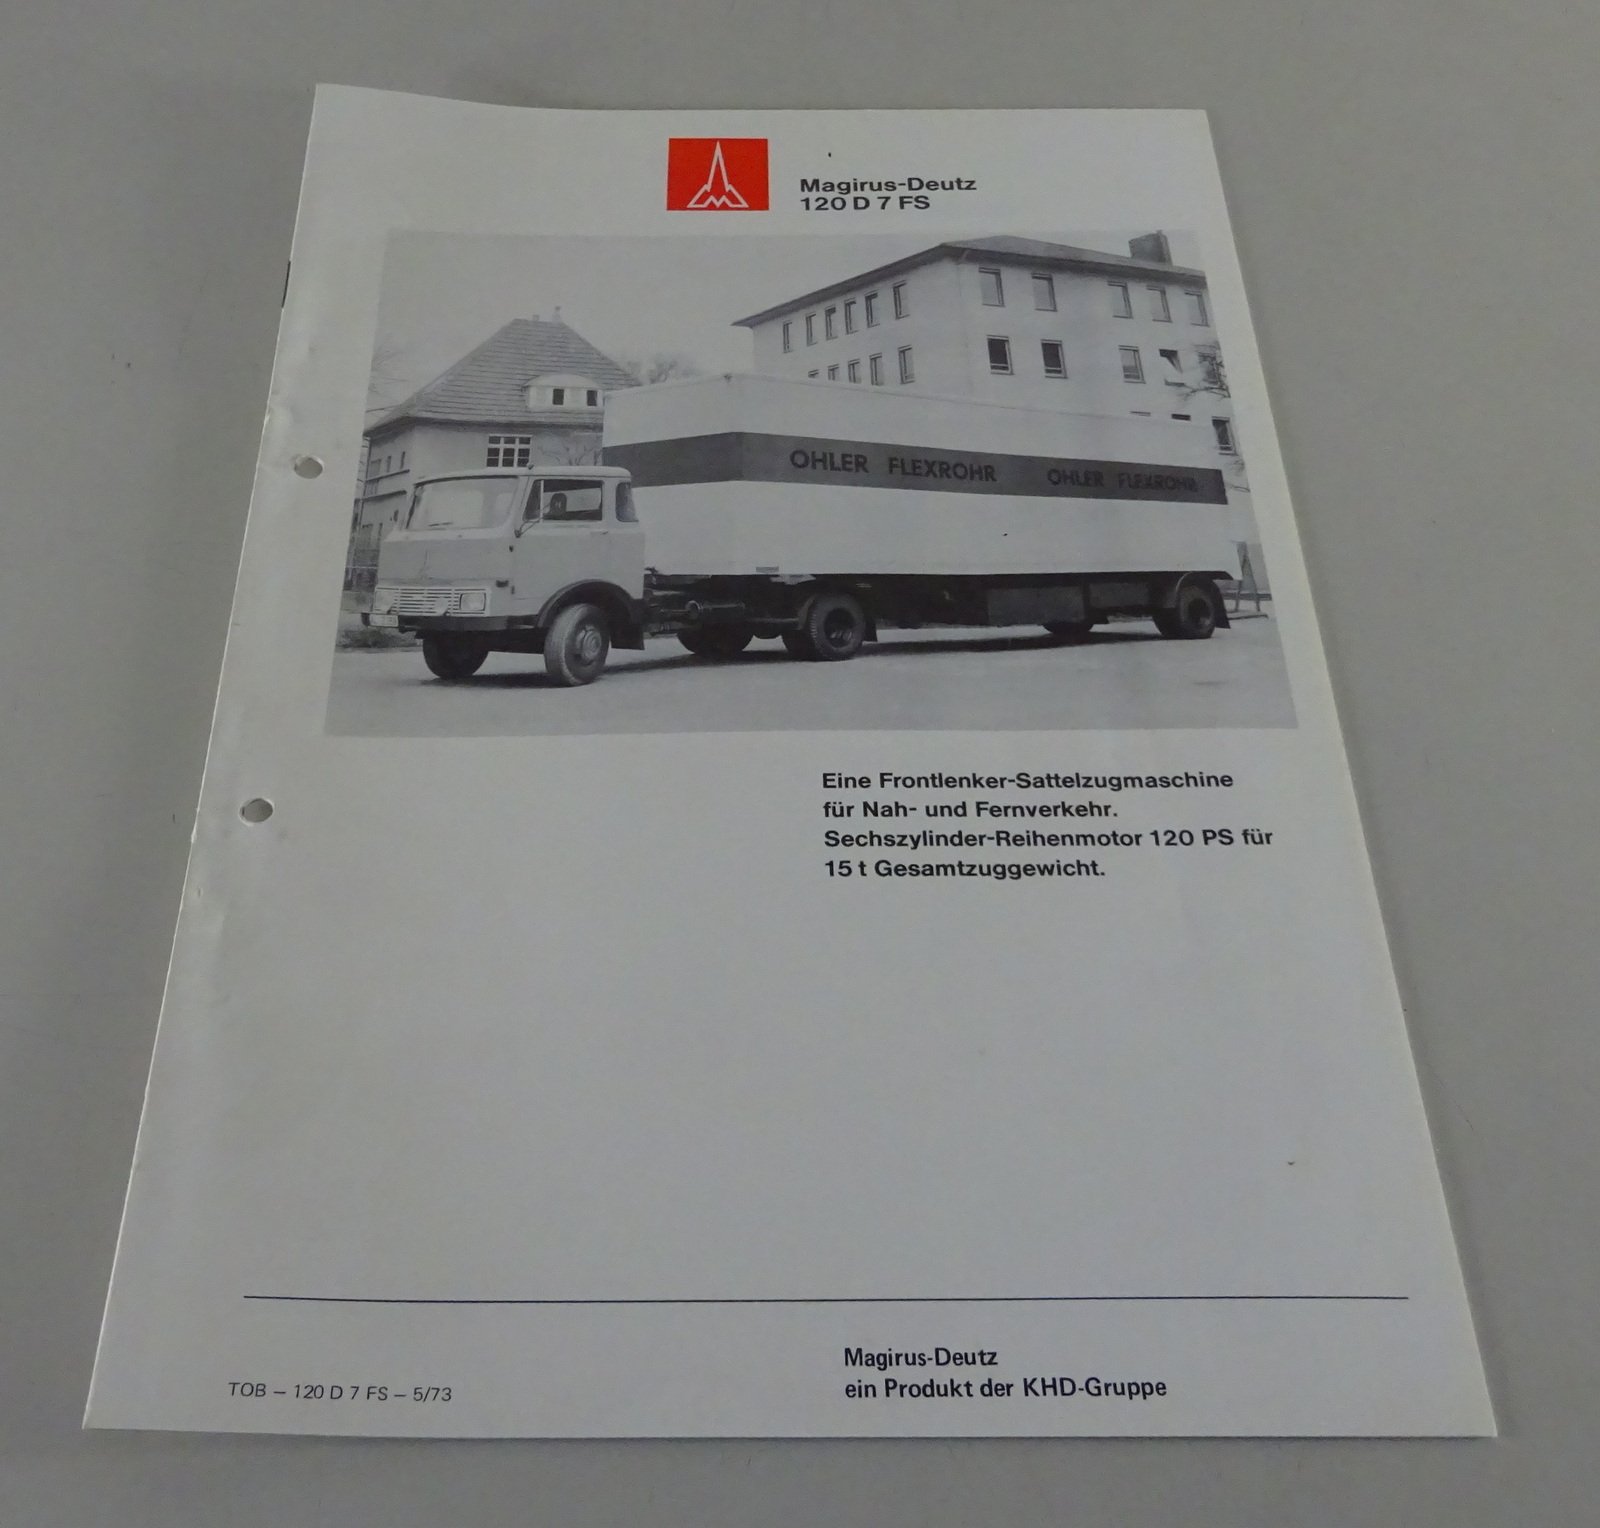 Magirus-Deutz
120 D 7 FS
OHLER FLEXROHR OHLER FLEXROHR
Eine Frontlenker-Sattelzugmaschine
für Nah- und Fernverkehr.
Sechszylinder-Reihenmotor 120 PS für
15 t Gesamtzuggewicht.
Magirus-Deutz
ein Produkt der KHD-Gruppe
TOB – 120 D 7 FS – 5/73